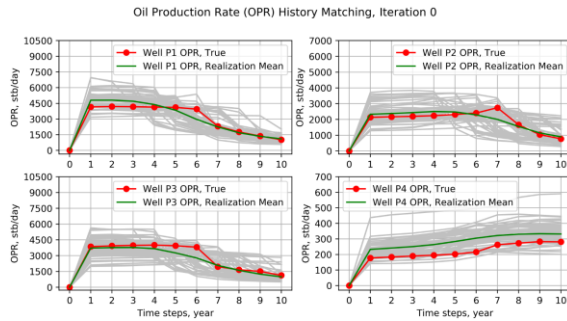 Oil Production Rate (OPR) History Matching, Iteration 0
OPR, stb/day
10500
9000
7500
6000
4500
3000
1500
0
Well P1 OPR, True
Well P1 OPR, Realization Mean
0 1 2 3 4 5 6 7 8 9 10
OPR, stb/day
7000
6000
5000
4000
3000
2000
1000
0
Well P2 OPR, True
Well P2 OPR, Realization Mean
0 1 2 3 4 5 6 7 8 9 10
OPR, stb/day
10500
9000
7500
6000
4500
3000
1500
0
Well P3 OPR, True
Well P3 OPR, Realization Mean
0 1 2 3 4 5 6 7 8 9 10
Time steps, year
OPR, stb/day
700
600
500
400
300
200
100
0
Well P4 OPR, True
Well P4 OPR, Realization Mean
0 1 2 3 4 5 6 7 8 9 10
Time steps, year